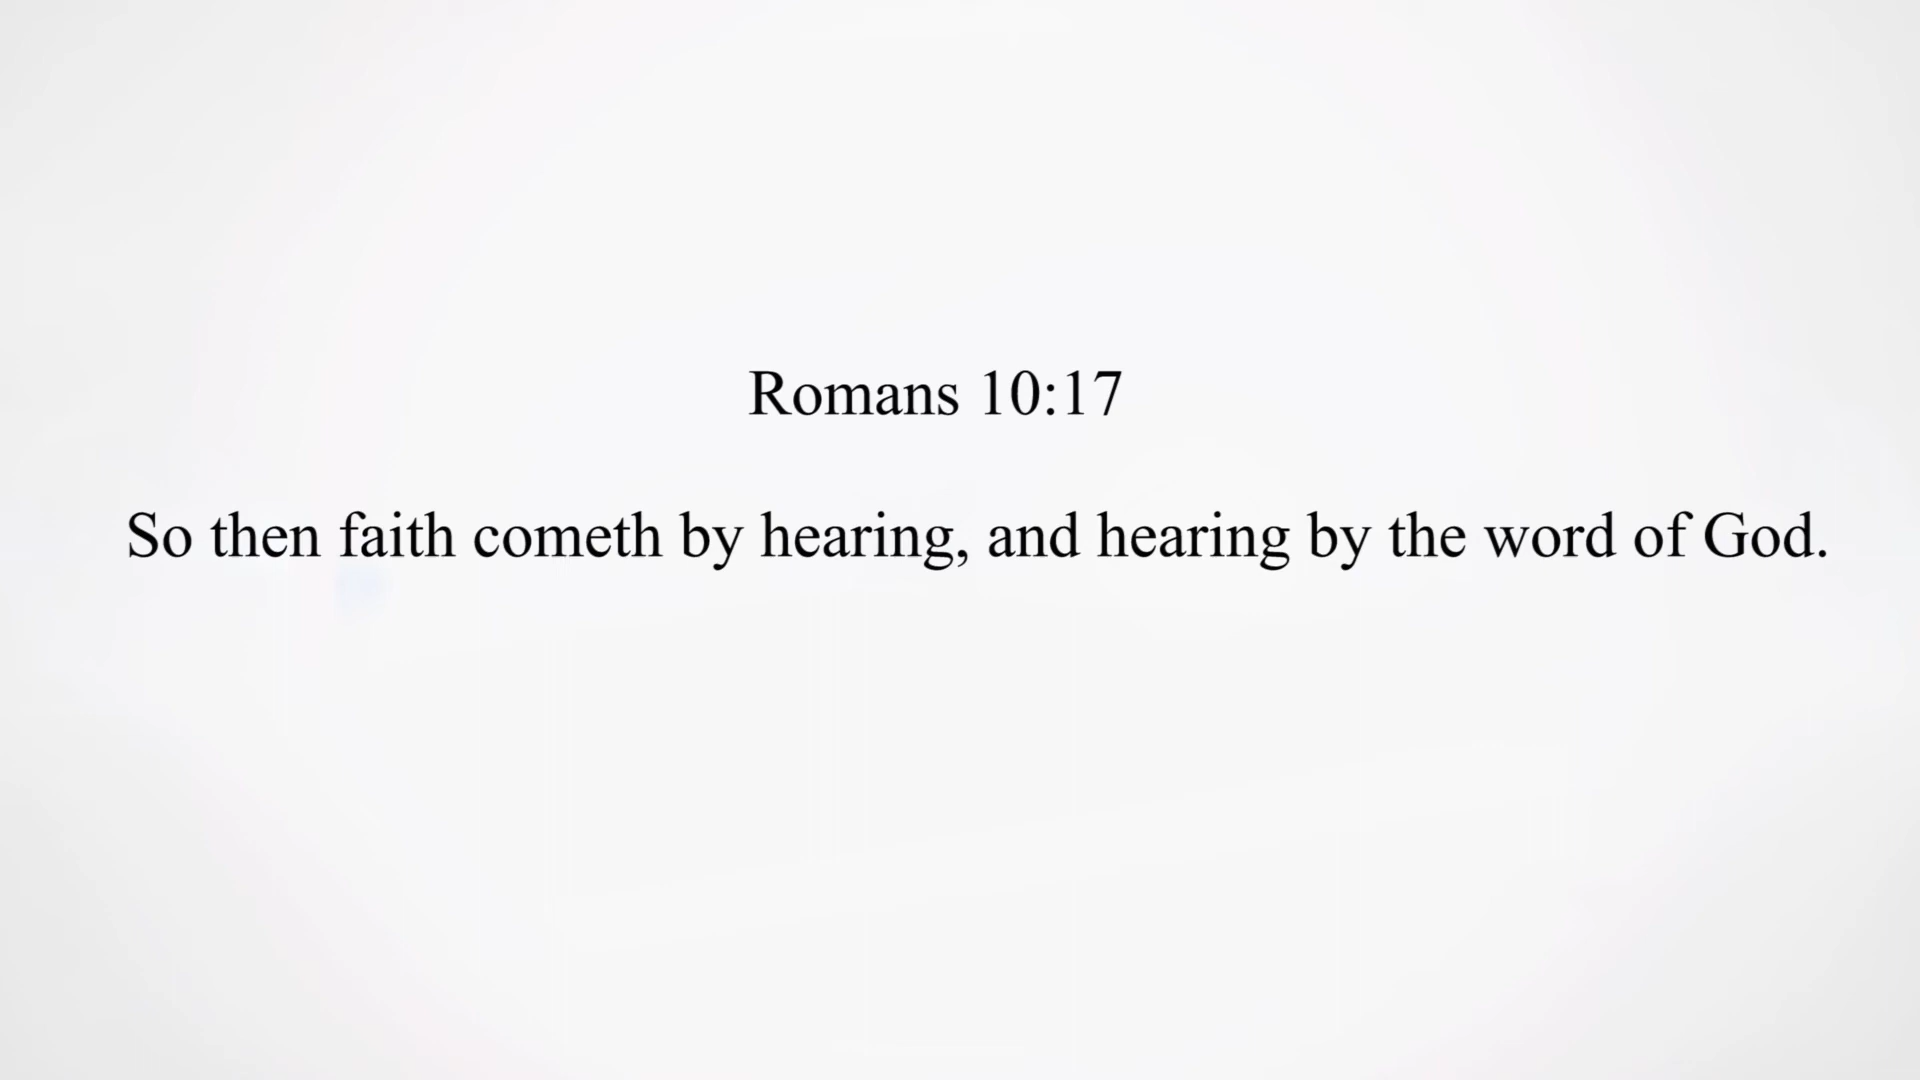 Romans 10:17
So then faith cometh by hearing, and hearing by the word of God.